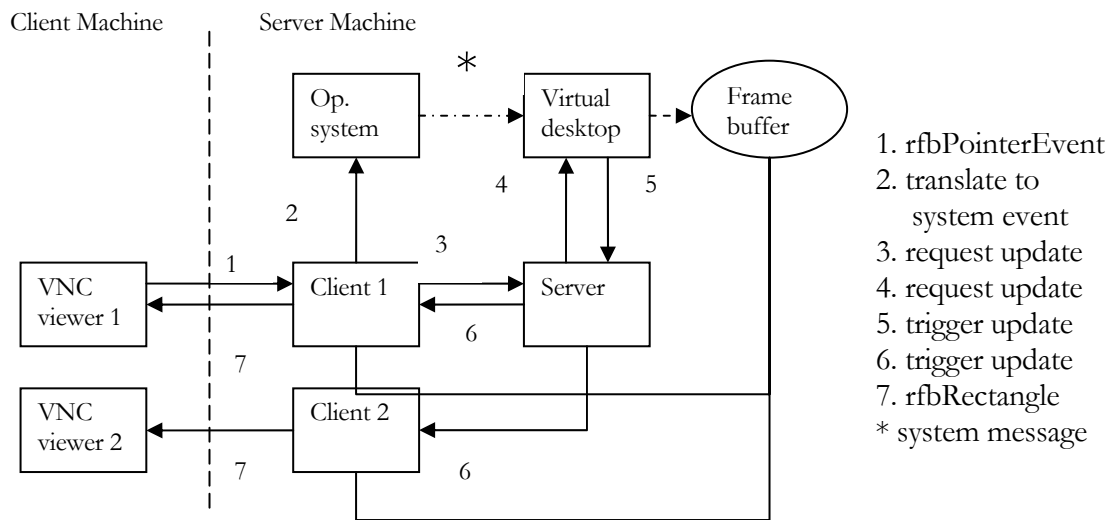 Client Machine
Server Machine
*
Op.
system
Virtual
desktop
Frame
buffer
4
5
2
3
1
VNC
viewer 1
Client 1
Server
6
7
VNC
viewer 2
Client 2
7
6
1. rfbPointerEvent
2. translate to
system event
3. request update
4. request update
5. trigger update
6. trigger update
7. rfbRectangle
* system message